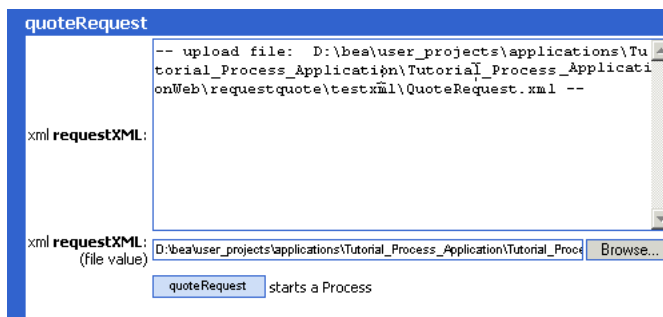 quoteRequest
-- upload file:  D:\bea\user_projects\applications\Tu
torial_Process_Application\Tutorial_Process_Applicati
onWeb\requestquote\testxml\QuoteRequest.xml --
xml requestXML:
xml requestXML:
(file value)
D:\bea\user_projects\applications\Tutorial_Process_Application\Tutorial_Proce
Browse...
quoteRequest starts a Process